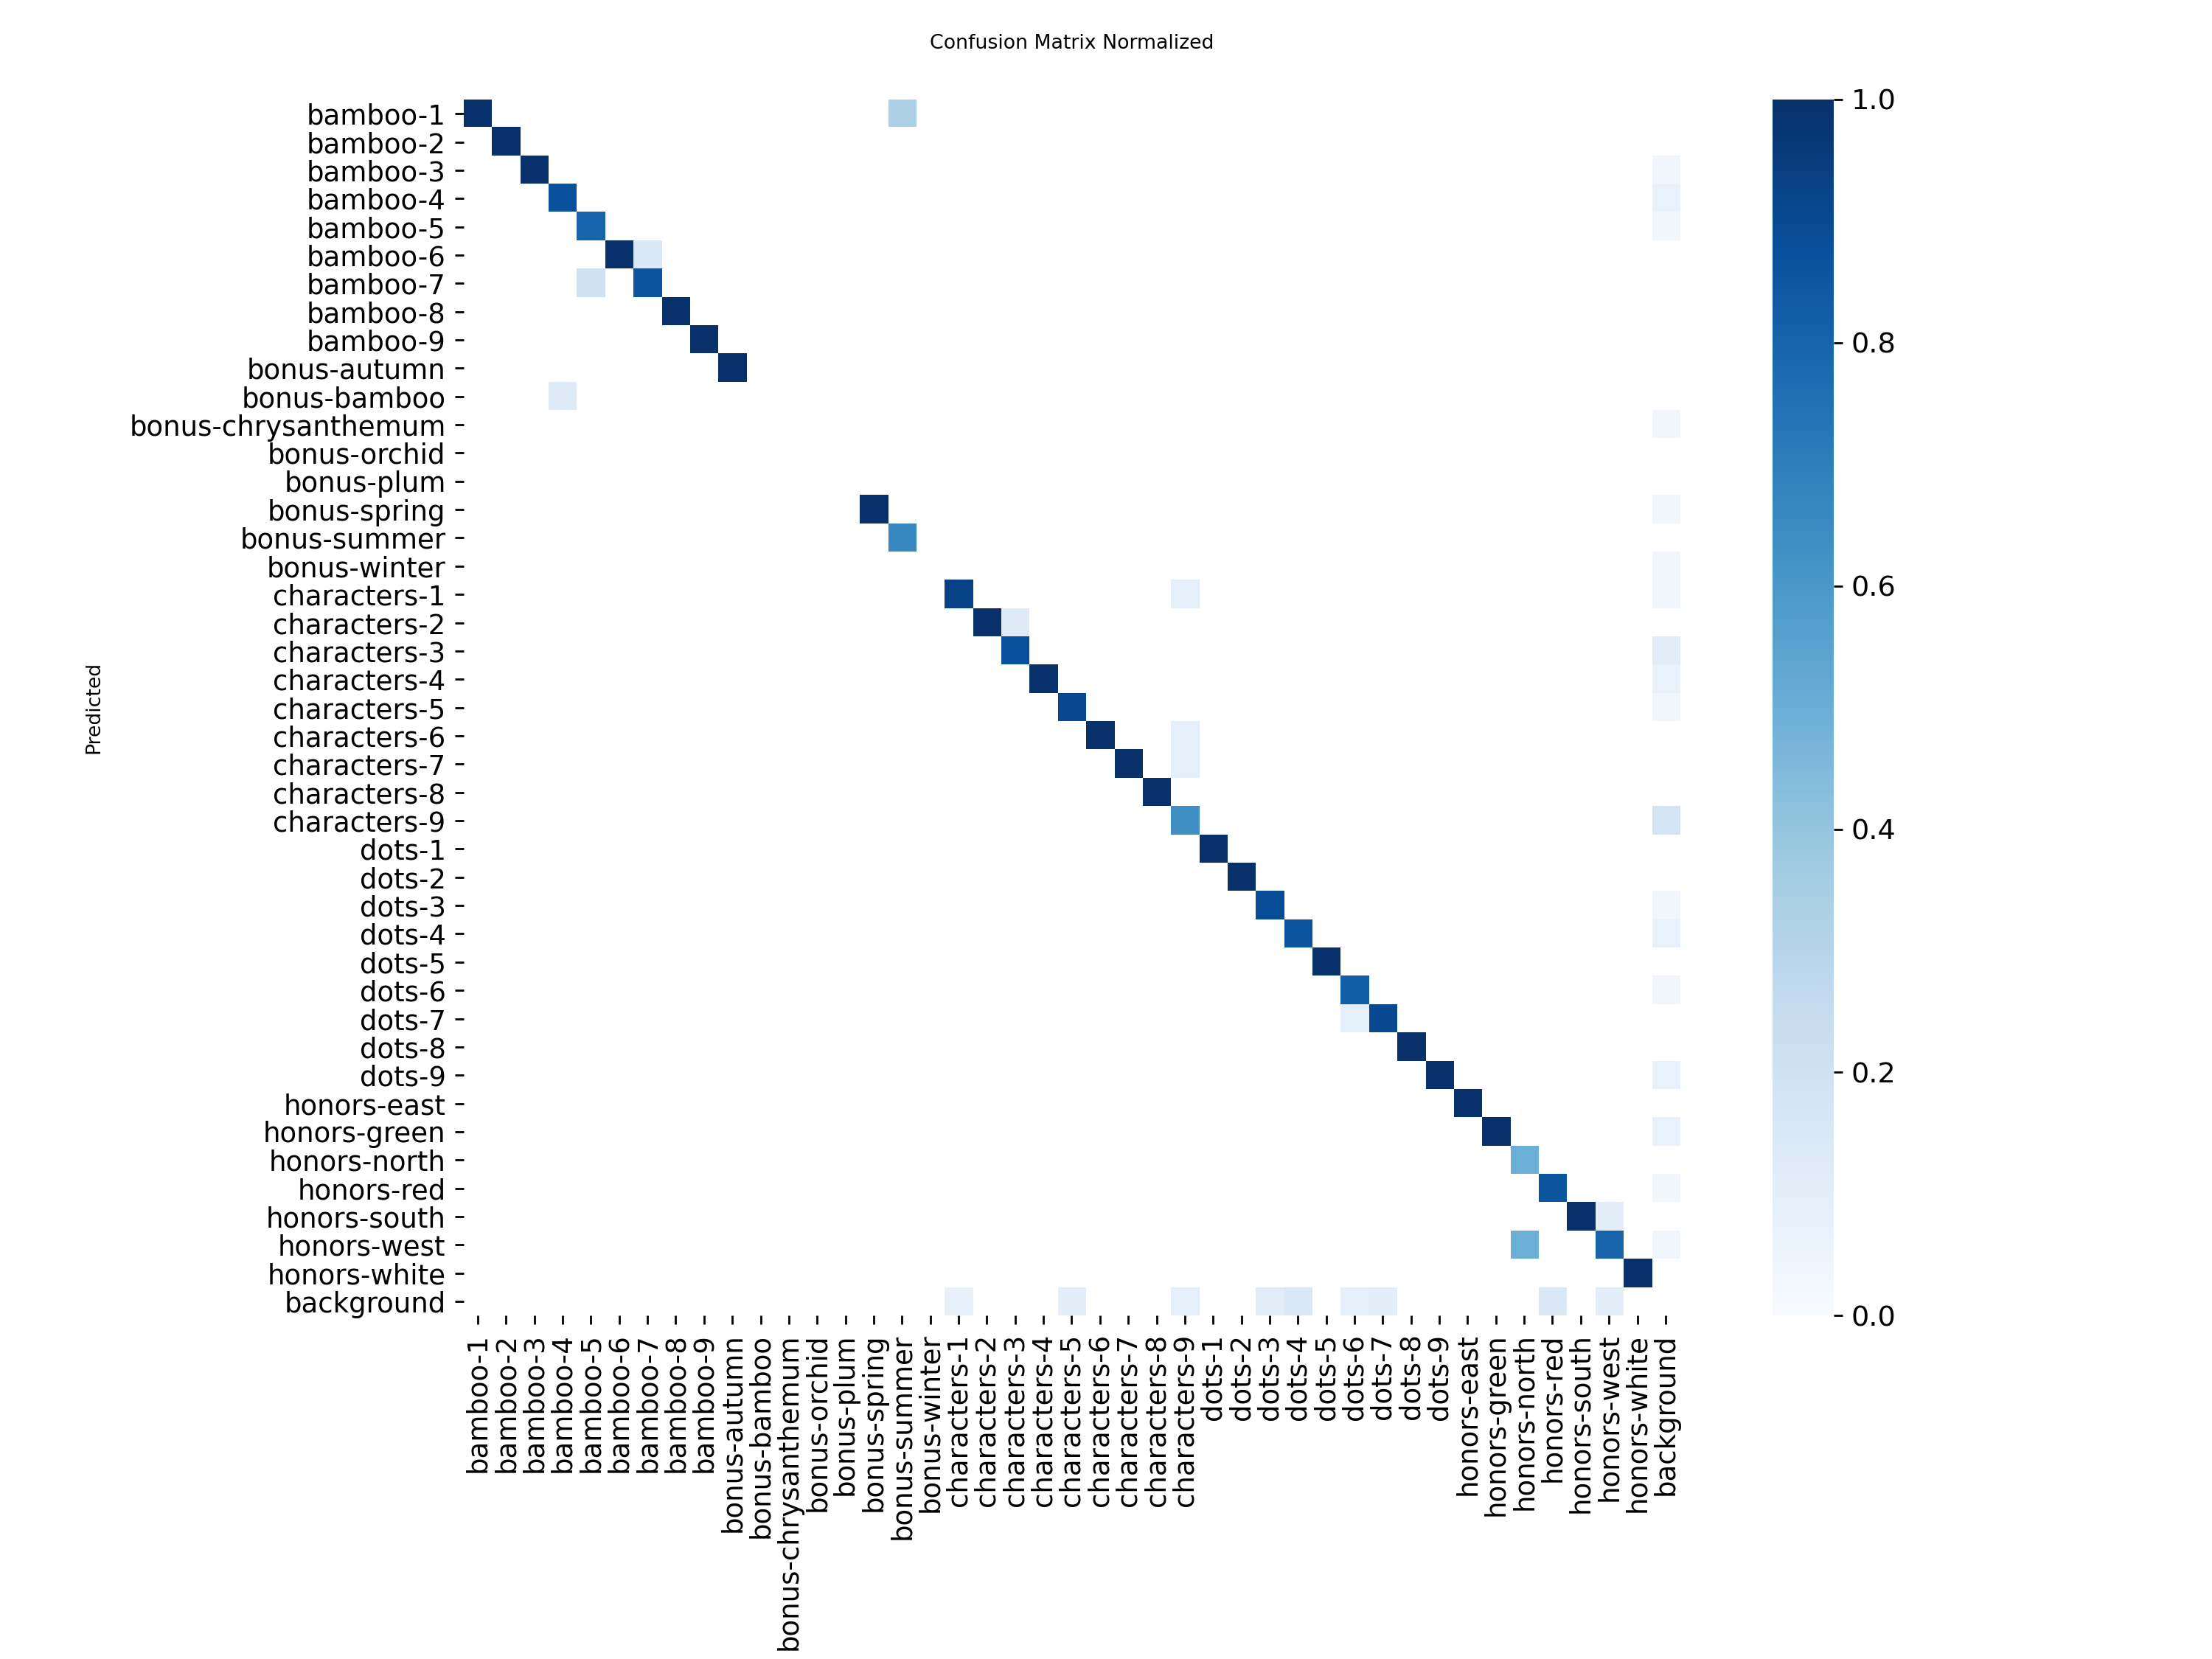 Confusion Matrix Normalized
Predicted
bamboo-1
bamboo-2
bamboo-3
bamboo-4
bamboo-5
bamboo-6
bamboo-7
bamboo-8
bamboo-9
bonus-autumn
bonus-bamboo
bonus-chrysanthemum
bonus-orchid
bonus-plum
bonus-spring
bonus-summer
bonus-winter
characters-1
characters-2
characters-3
characters-4
characters-5
characters-6
characters-7
characters-8
characters-9
dots-1
dots-2
dots-3
dots-4
dots-5
dots-6
dots-7
dots-8
dots-9
honors-east
honors-green
honors-north
honors-red
honors-south
honors-west
honors-white
background
bamboo-1
bamboo-2
bamboo-3
bamboo-4
bamboo-5
bamboo-6
bamboo-7
bamboo-8
bamboo-9
bonus-autumn
bonus-bamboo
bonus-chrysanthemum
bonus-orchid
bonus-plum
bonus-spring
bonus-summer
bonus-winter
characters-1
characters-2
characters-3
characters-4
characters-5
characters-6
characters-7
characters-8
characters-9
dots-1
dots-2
dots-3
dots-4
dots-5
dots-6
dots-7
dots-8
dots-9
honors-east
honors-green
honors-north
honors-red
honors-south
honors-west
honors-white
background
1.0
0.8
0.6
0.4
0.2
0.0